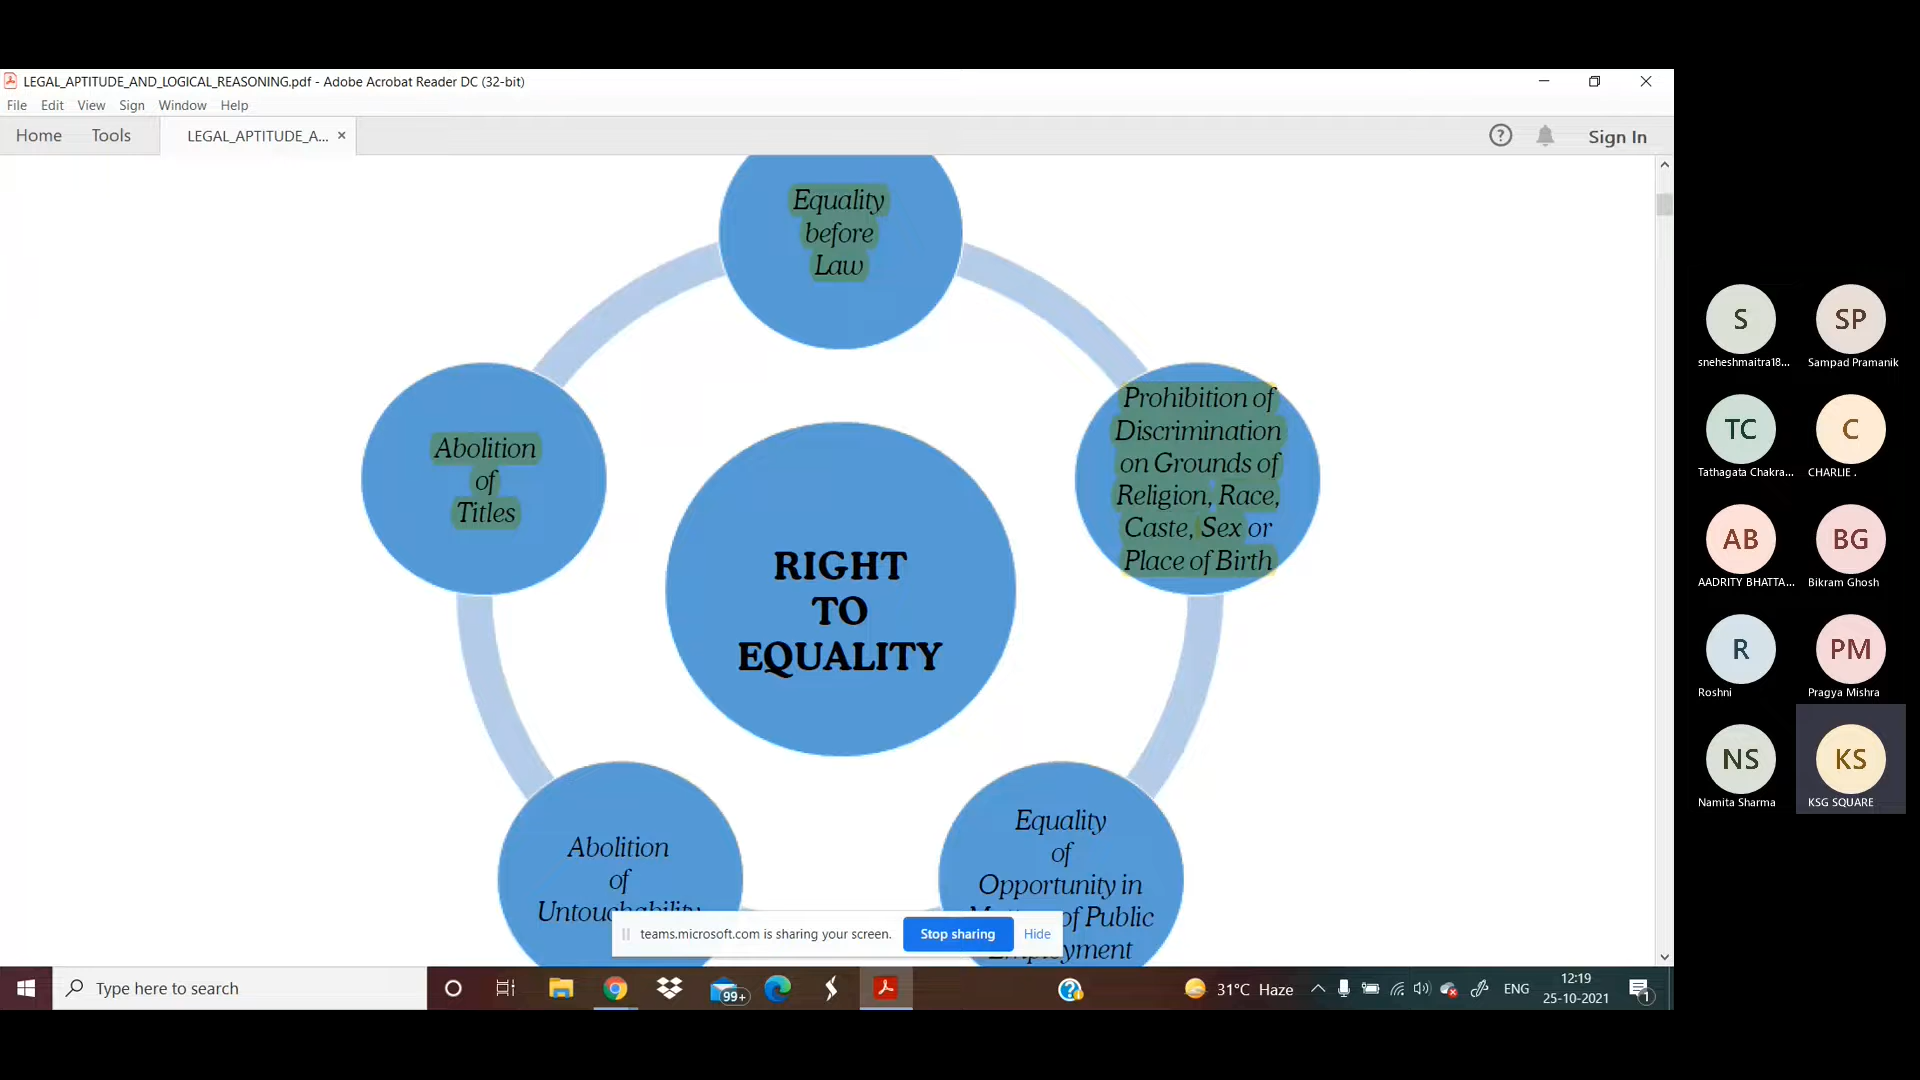 LEGAL_APTITUDE_AND_LOGICAL_REASONING.pdf - Adobe Acrobat Reader DC (32-bit)
File Edit View Sign Window Help
Home Tools LEGAL_APTITUDE_A... × Sign In
Equality
before
Law
Prohibition of
Discrimination
on Grounds of
Religion, Race,
Caste, Sex or
Place of Birth
Abolition
of
Titles
RIGHT
TO
EQUALITY
Abolition
of
Untouchability
Equality
of
Opportunity in
of Public
Employment
teams.microsoft.com is sharing your screen. Stop sharing Hide
S SP
sneheshmaitra18... Sampad Pramanik
TC C
Tathagata Chakra... CHARLIE .
AB BG
AADRITY BHATTA... Bikram Ghosh
R PM
Roshni Pragya Mishra
NS KS
Namita Sharma KSG SQUARE
Type here to search
99+
31°C Haze
ENG
12:19
25-10-2021
1